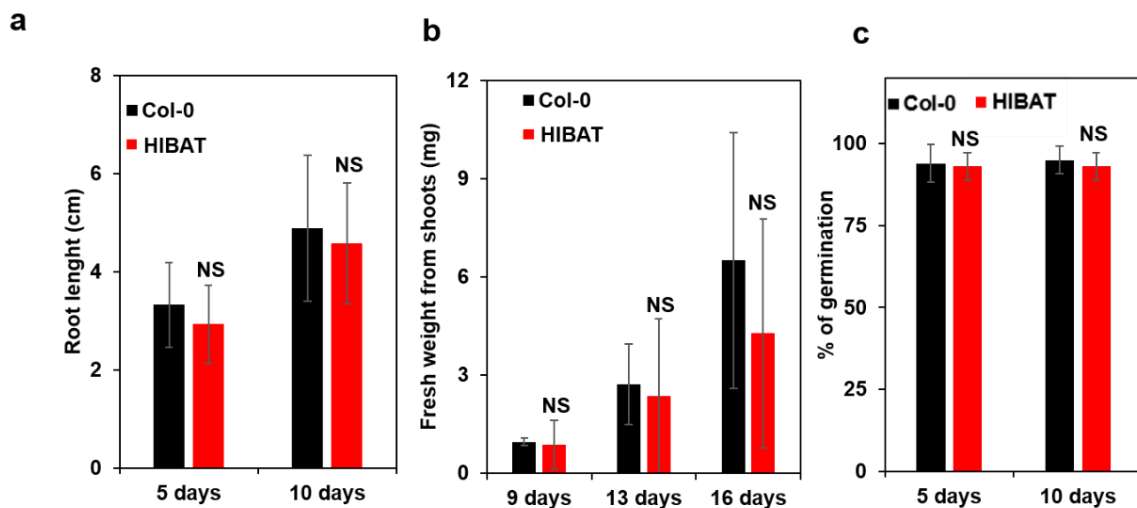 a
8
6
4
2
0
Root lenght (cm)
Col-0
HIBAT
NS
NS
5 days
10 days
b
12
9
6
3
0
Fresh weight from shoots (mg)
Col-0
HIBAT
NS
NS
NS
9 days
13 days
16 days
c
100
75
50
25
0
% of germination
Col-0
HIBAT
NS
NS
5 days
10 days